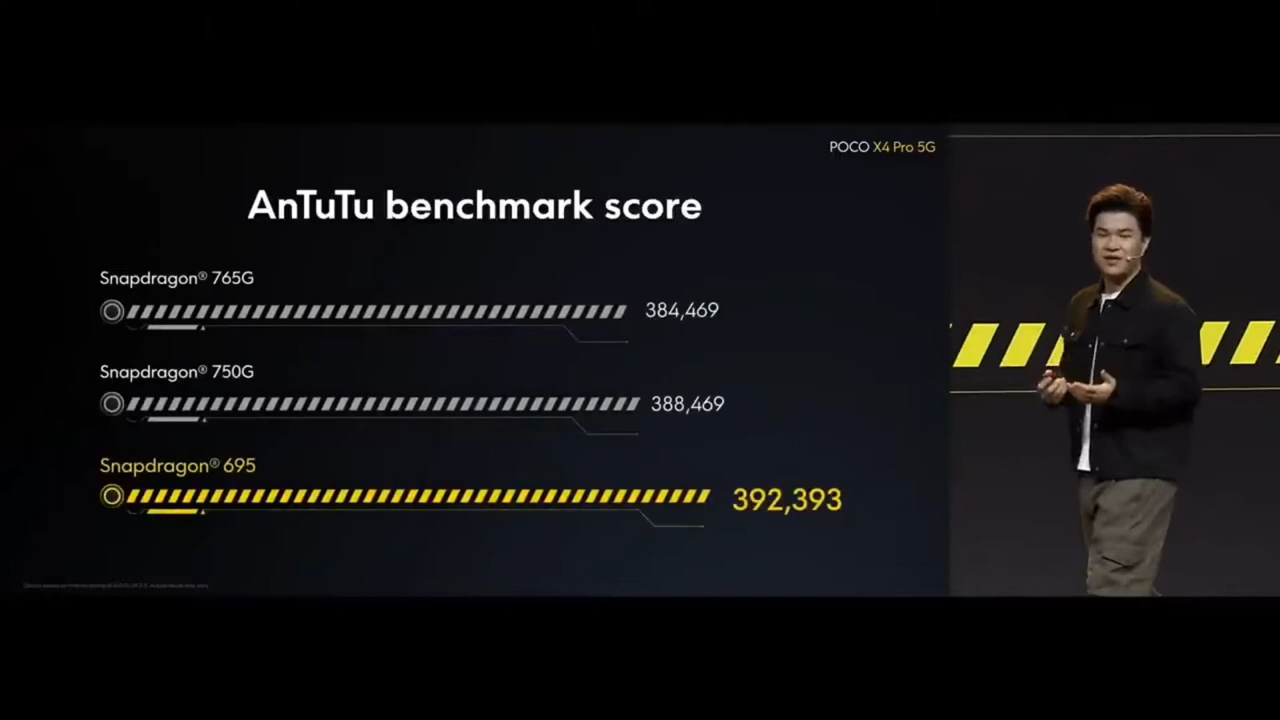 POCO X4 Pro 5G
AnTuTu benchmark score
Snapdragon® 765G
384,469
Snapdragon® 750G
388,469
Snapdragon® 695
392,393